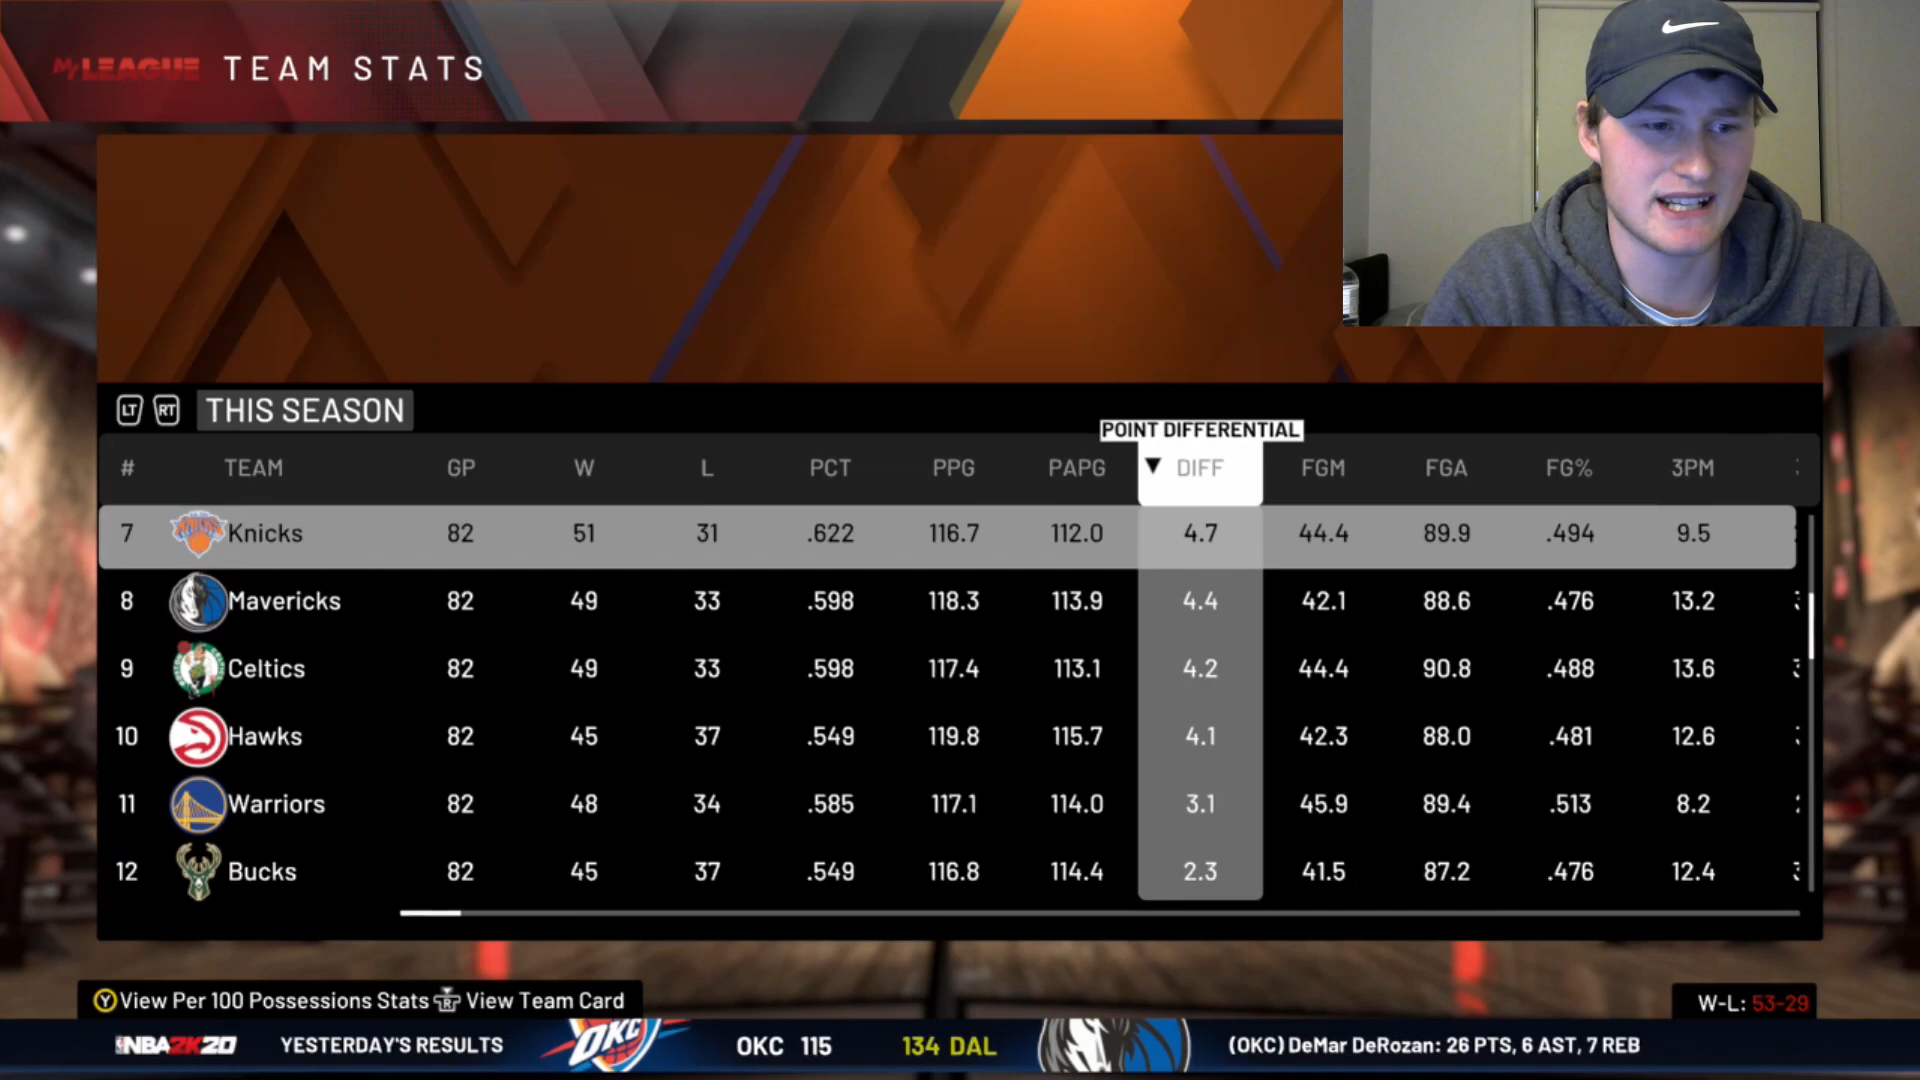 MyLEAGUE TEAM STATS
LT RT THIS SEASON
POINT DIFFERENTIAL
# TEAM GP W L PCT PPG PAPG DIFF FGM FGA FG% 3PM
7 Knicks 82 51 31 .622 116.7 112.0 4.7 44.4 89.9 .494 9.5
8 Mavericks 82 49 33 .598 118.3 113.9 4.4 42.1 88.6 .476 13.2
9 Celtics 82 49 33 .598 117.4 113.1 4.2 44.4 90.8 .488 13.6
10 Hawks 82 45 37 .549 119.8 115.7 4.1 42.3 88.0 .481 12.6
11 Warriors 82 48 34 .585 117.1 114.0 3.1 45.9 89.4 .513 8.2
12 Bucks 82 45 37 .549 116.8 114.4 2.3 41.5 87.2 .476 12.4
Y View Per 100 Possessions Stats R View Team Card
W-L: 53-29
NBA2K20 YESTERDAY'S RESULTS OKC OKC 115 134 DAL (OKC) DeMar DeRozan: 26 PTS, 6 AST, 7 REB